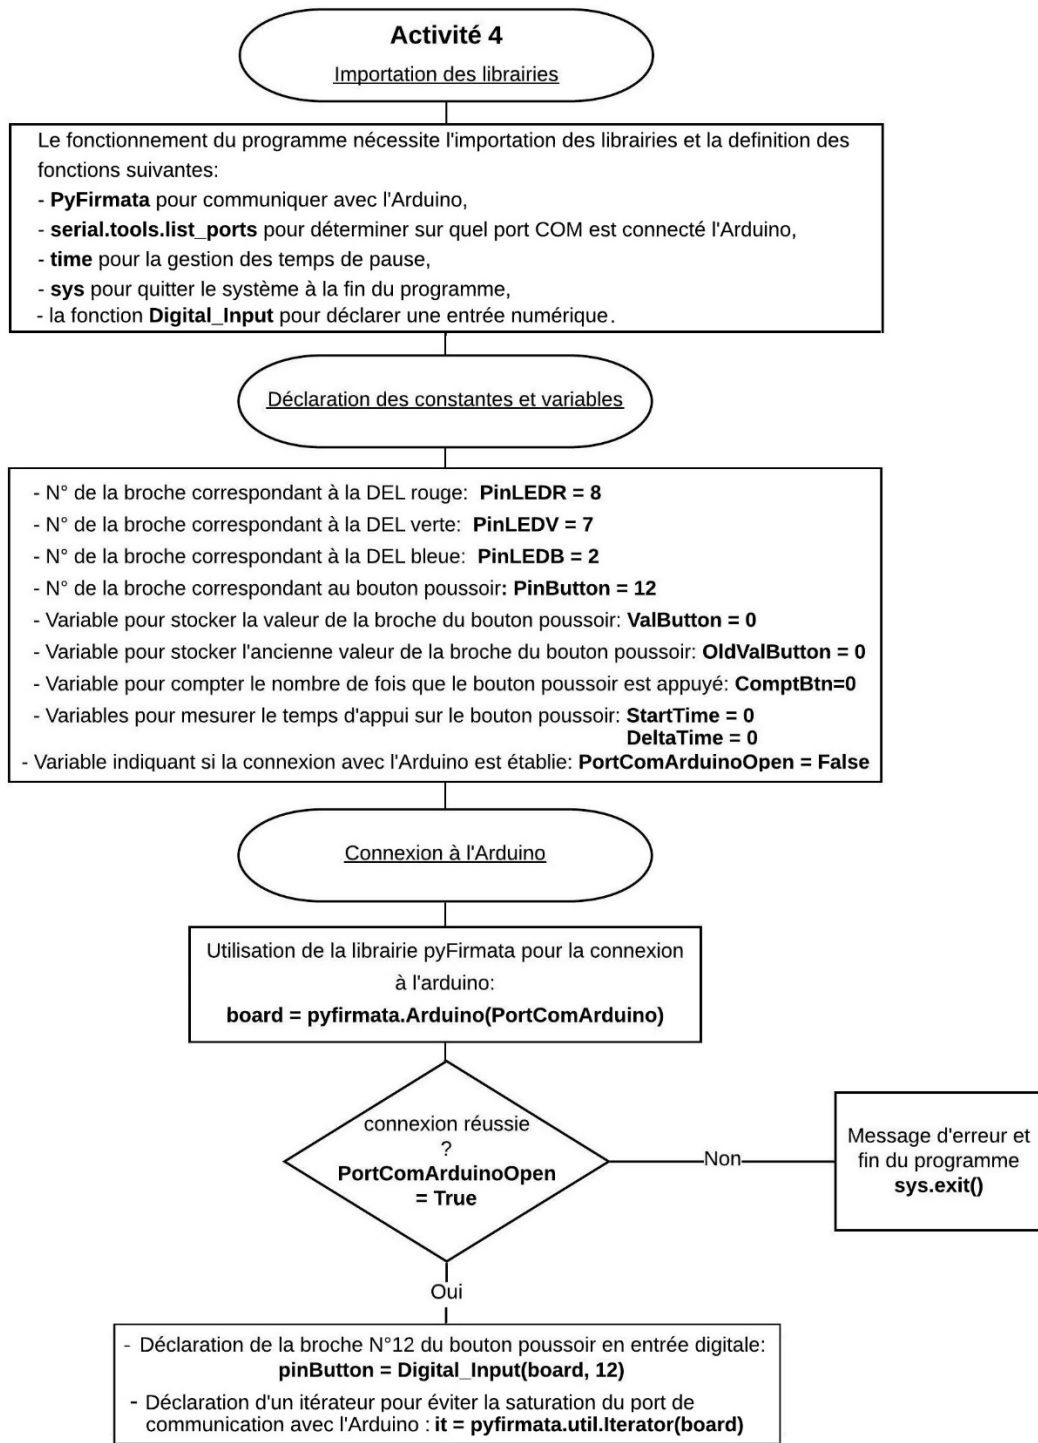 Activité 4
Importation des librairies
Le fonctionnement du programme nécessite l'importation des librairies et la definition des
fonctions suivantes:
- PyFirmata pour communiquer avec l'Arduino,
- serial.tools.list_ports pour déterminer sur quel port COM est connecté l'Arduino,
- time pour la gestion des temps de pause,
- sys pour quitter le système à la fin du programme,
- la fonction Digital_Input pour déclarer une entrée numérique.
Déclaration des constantes et variables
- N° de la broche correspondant à la DEL rouge: PinLEDR = 8
- N° de la broche correspondant à la DEL verte: PinLEDV = 7
- N° de la broche correspondant à la DEL bleue: PinLEDB = 2
- N° de la broche correspondant au bouton poussoir: PinButton = 12
- Variable pour stocker la valeur de la broche du bouton poussoir: ValButton = 0
- Variable pour stocker l'ancienne valeur de la broche du bouton poussoir: OldValButton = 0
- Variable pour compter le nombre de fois que le bouton poussoir est appuyé: ComptBtn=0
- Variables pour mesurer le temps d'appui sur le bouton poussoir: StartTime = 0
DeltaTime = 0
- Variable indiquant si la connexion avec l'Arduino est établie: PortComArduinoOpen = False
Connexion à l'Arduino
Utilisation de la librairie pyFirmata pour la connexion
à l'arduino:
board = pyfirmata.Arduino(PortComArduino)
connexion réussie
?
PortComArduinoOpen
= True
Non
Message d'erreur et
fin du programme
sys.exit()
Oui
- Déclaration de la broche N°12 du bouton poussoir en entrée digitale:
pinButton = Digital_Input(board, 12)
- Déclaration d'un itérateur pour éviter la saturation du port de
communication avec l'Arduino : it = pyfirmata.util.Iterator(board)